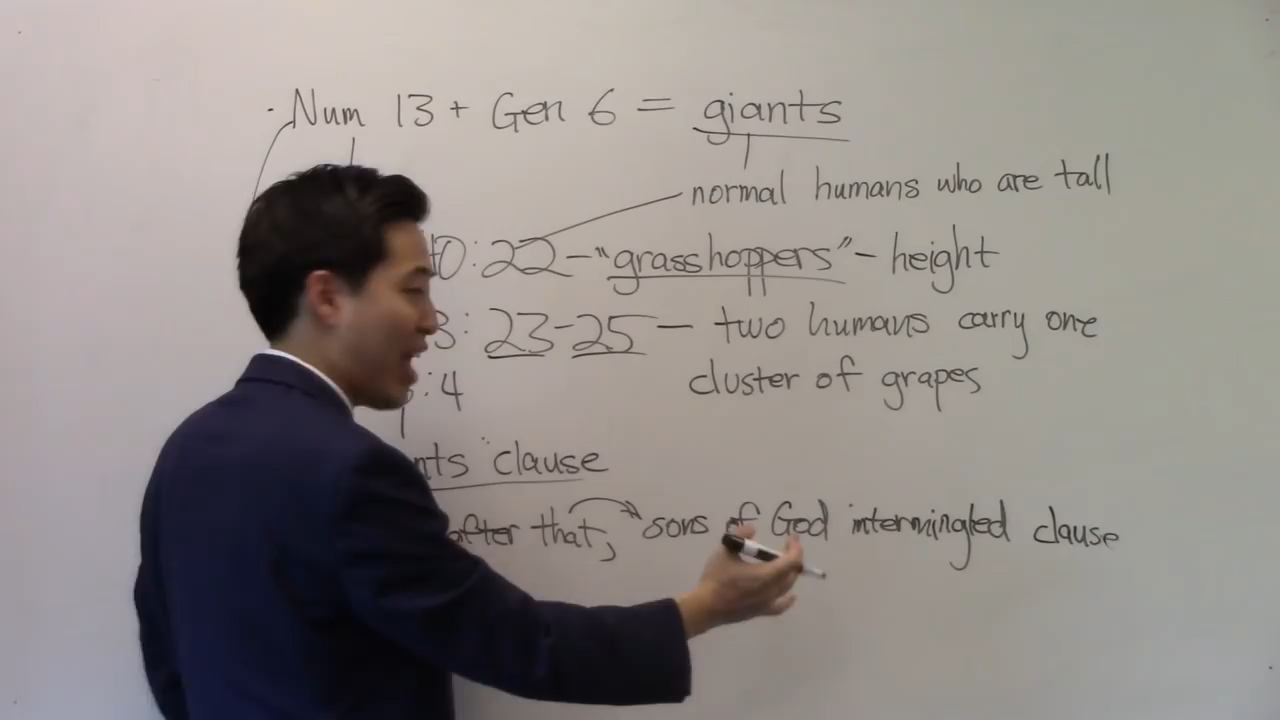 · Num 13 + Gen 6 = giants
normal humans who are tall
:22 - "grasshoppers" - height
3:23-25 - two humans carry one
cluster of grapes
:4
nts clause
after that, sons of God intermingled clause